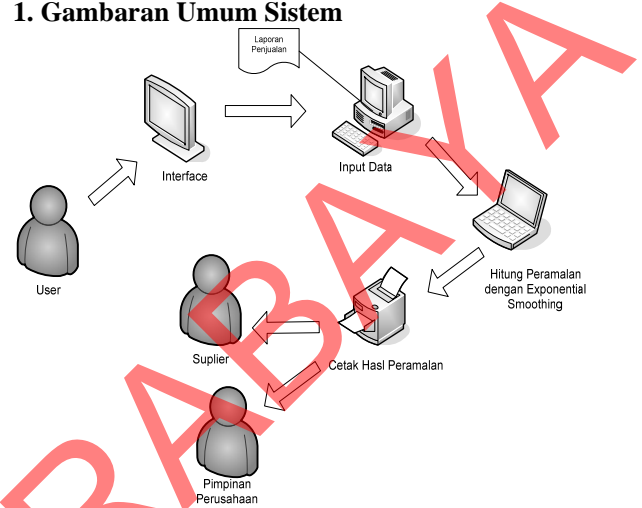 1. Gambaran Umum Sistem
Laporan
Penjualan
Interface
Input Data
User
Hitung Peramalan
dengan Exponential
Smoothing
Suplier
Cetak Hasl Peramalan
Pimpinan
Perusahaan
RABAYA